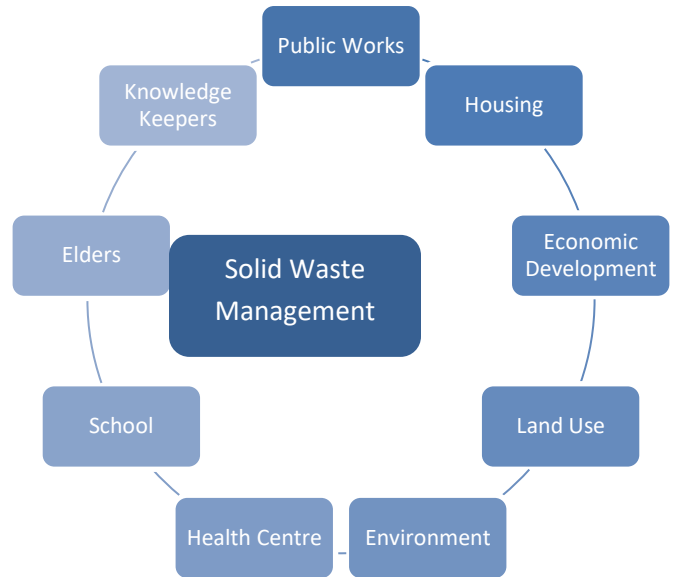 Public Works
Knowledge
Keepers
Housing
Elders
Solid Waste
Management
Economic
Development
School
Land Use
Health Centre
Environment